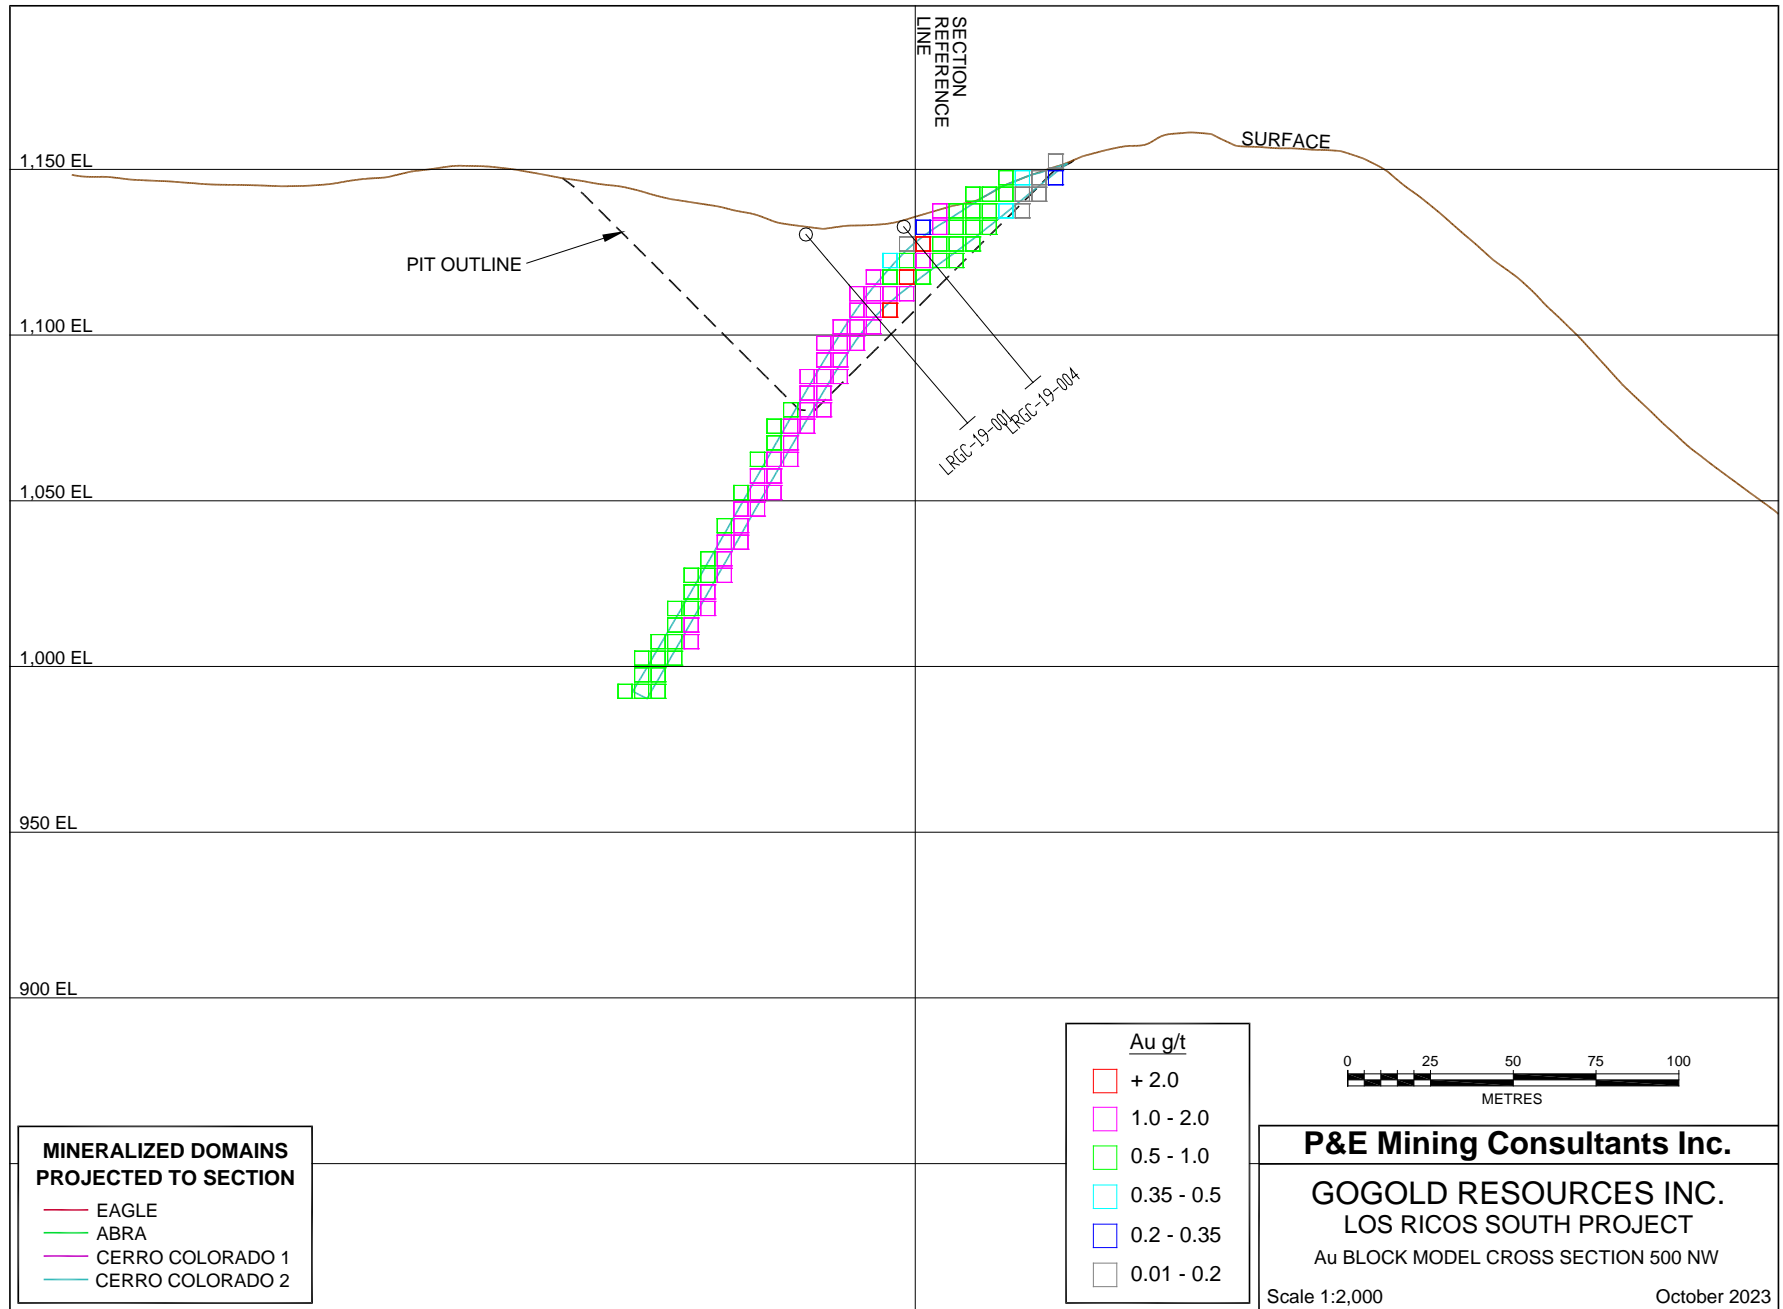 SECTION
REFERENCE
LINE
SURFACE
1,150 EL
PIT OUTLINE
1,100 EL
LRGC-19-001
LRGC-19-004
1,050 EL
1,000 EL
950 EL
900 EL
Au g/t
+ 2.0
1.0 - 2.0
0.5 - 1.0
0.35 - 0.5
0.2 - 0.35
0.01 - 0.2
0 25 50 75 100
METRES
MINERALIZED DOMAINS
PROJECTED TO SECTION
EAGLE
ABRA
CERRO COLORADO 1
CERRO COLORADO 2
P&E Mining Consultants Inc.
GOGOLD RESOURCES INC.
LOS RICOS SOUTH PROJECT
Au BLOCK MODEL CROSS SECTION 500 NW
Scale 1:2,000 October 2023